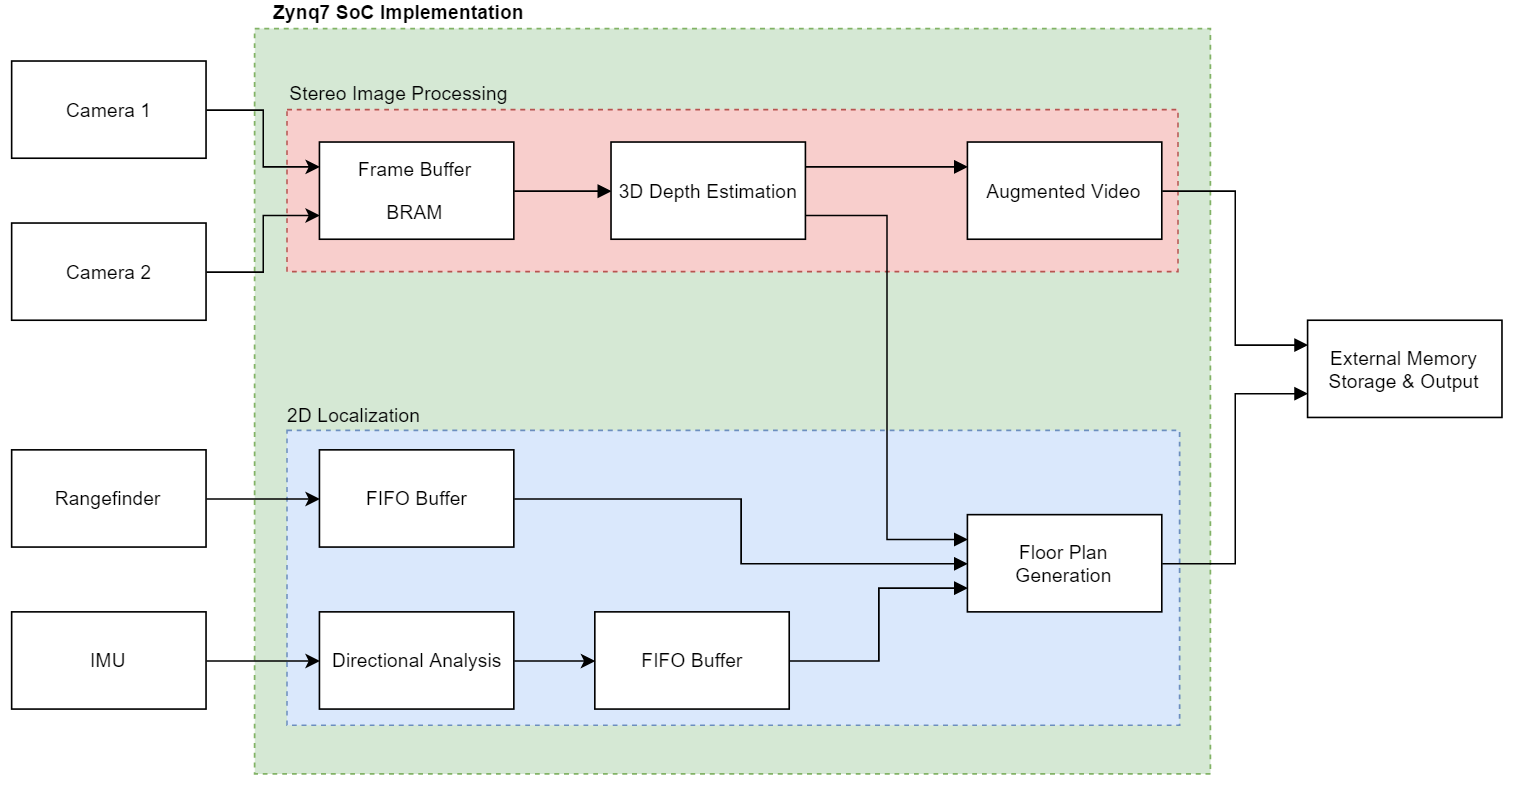 Zynq7 SoC Implementation
Camera 1
Camera 2
Stereo Image Processing
Frame Buffer
BRAM
3D Depth Estimation
Augmented Video
External Memory
Storage & Output
2D Localization
Rangefinder
FIFO Buffer
Floor Plan
Generation
IMU
Directional Analysis
FIFO Buffer